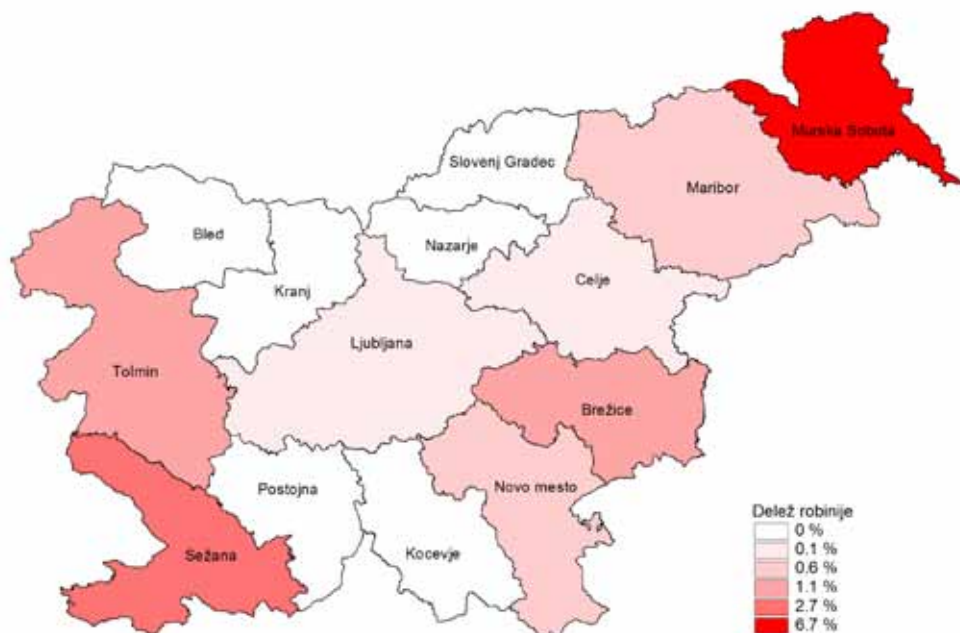 Murska Sobota
Slovenj Gradec
Maribor
Bled
Nazarje
Kranj
Celje
Ljubljana
Tolmin
Brežice
Postojna
Novo mesto
Sežana
Kocevje
Delež robinije
0 %
0.1 %
0.6 %
1.1 %
2.7 %
6.7 %